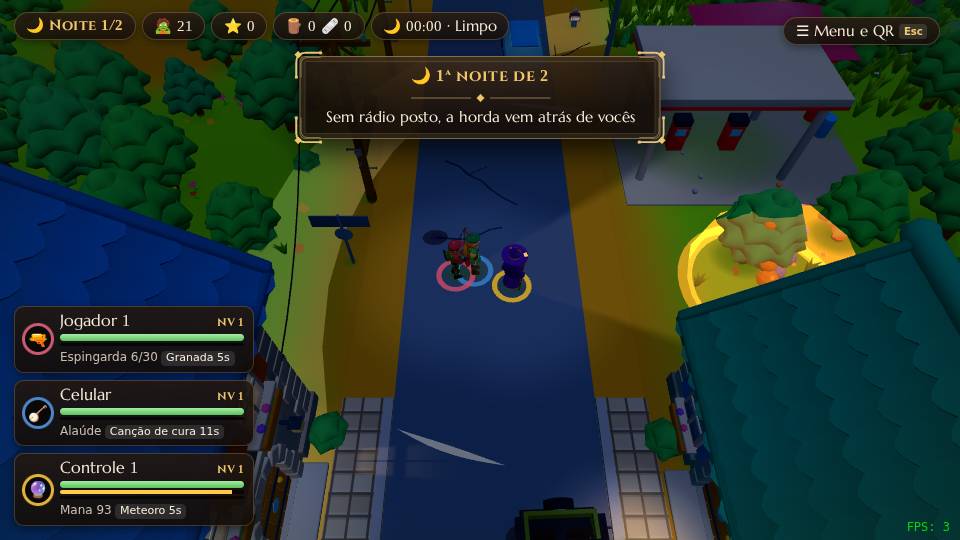 Noite 1/2
21
0
0
0
00:00 · Limpo
☰ Menu e QR Esc
1ª noite de 2
Sem rádio posto, a horda vem atrás de vocês
Jogador 1 NV 1
Espingarda 6/30 Granada 5s
Celular NV 1
Alaúde Canção de cura 11s
Controle 1 NV 1
Mana 93 Meteoro 5s
FPS: 3